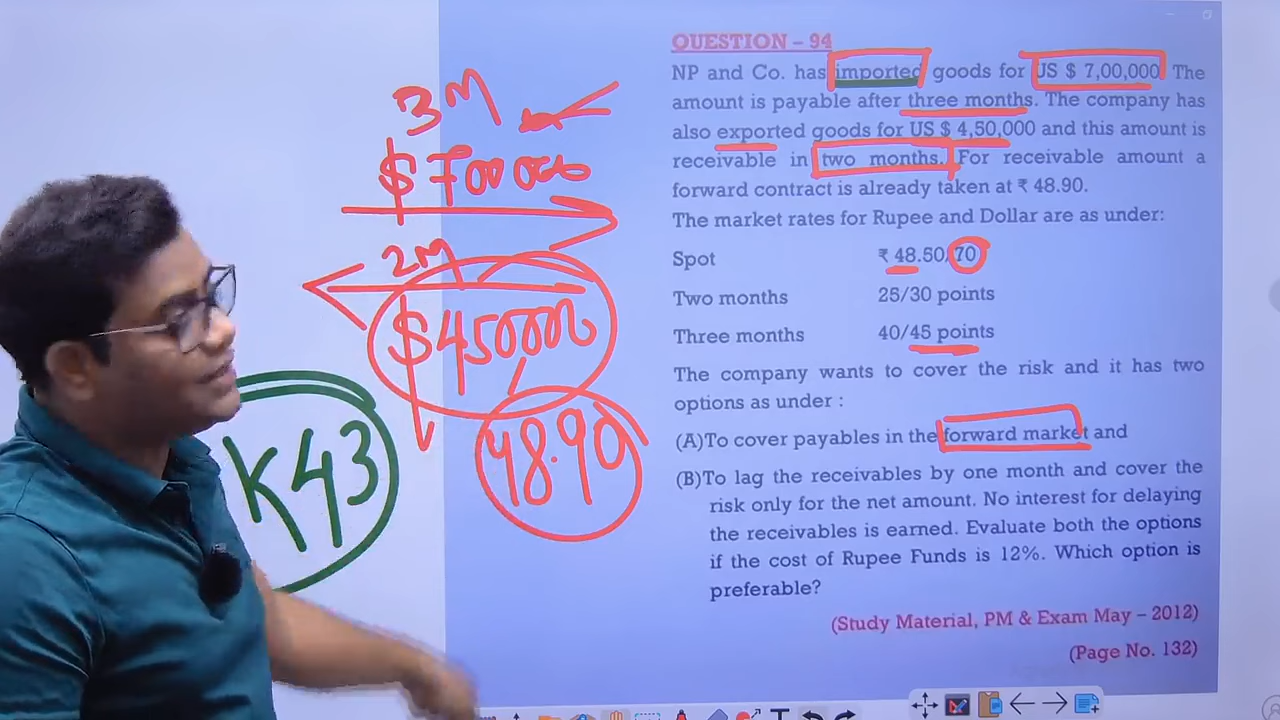 QUESTION – 94
NP and Co. has imported goods for US $ 7,00,000 The
amount is payable after three months. The company has
also exported goods for US $ 4,50,000 and this amount is
receivable in two months. For receivable amount a
forward contract is already taken at ₹ 48.90.
The market rates for Rupee and Dollar are as under:
Spot ₹ 48.50/70
Two months 25/30 points
Three months 40/45 points
The company wants to cover the risk and it has two
options as under :
(A)To cover payables in the forward market and
(B)To lag the receivables by one month and cover the
risk only for the net amount. No interest for delaying
the receivables is earned. Evaluate both the options
if the cost of Rupee Funds is 12%. Which option is
preferable?
(Study Material, PM & Exam May – 2012)
(Page No. 132)
3M
$700000
2M
$450000
48.90
K43